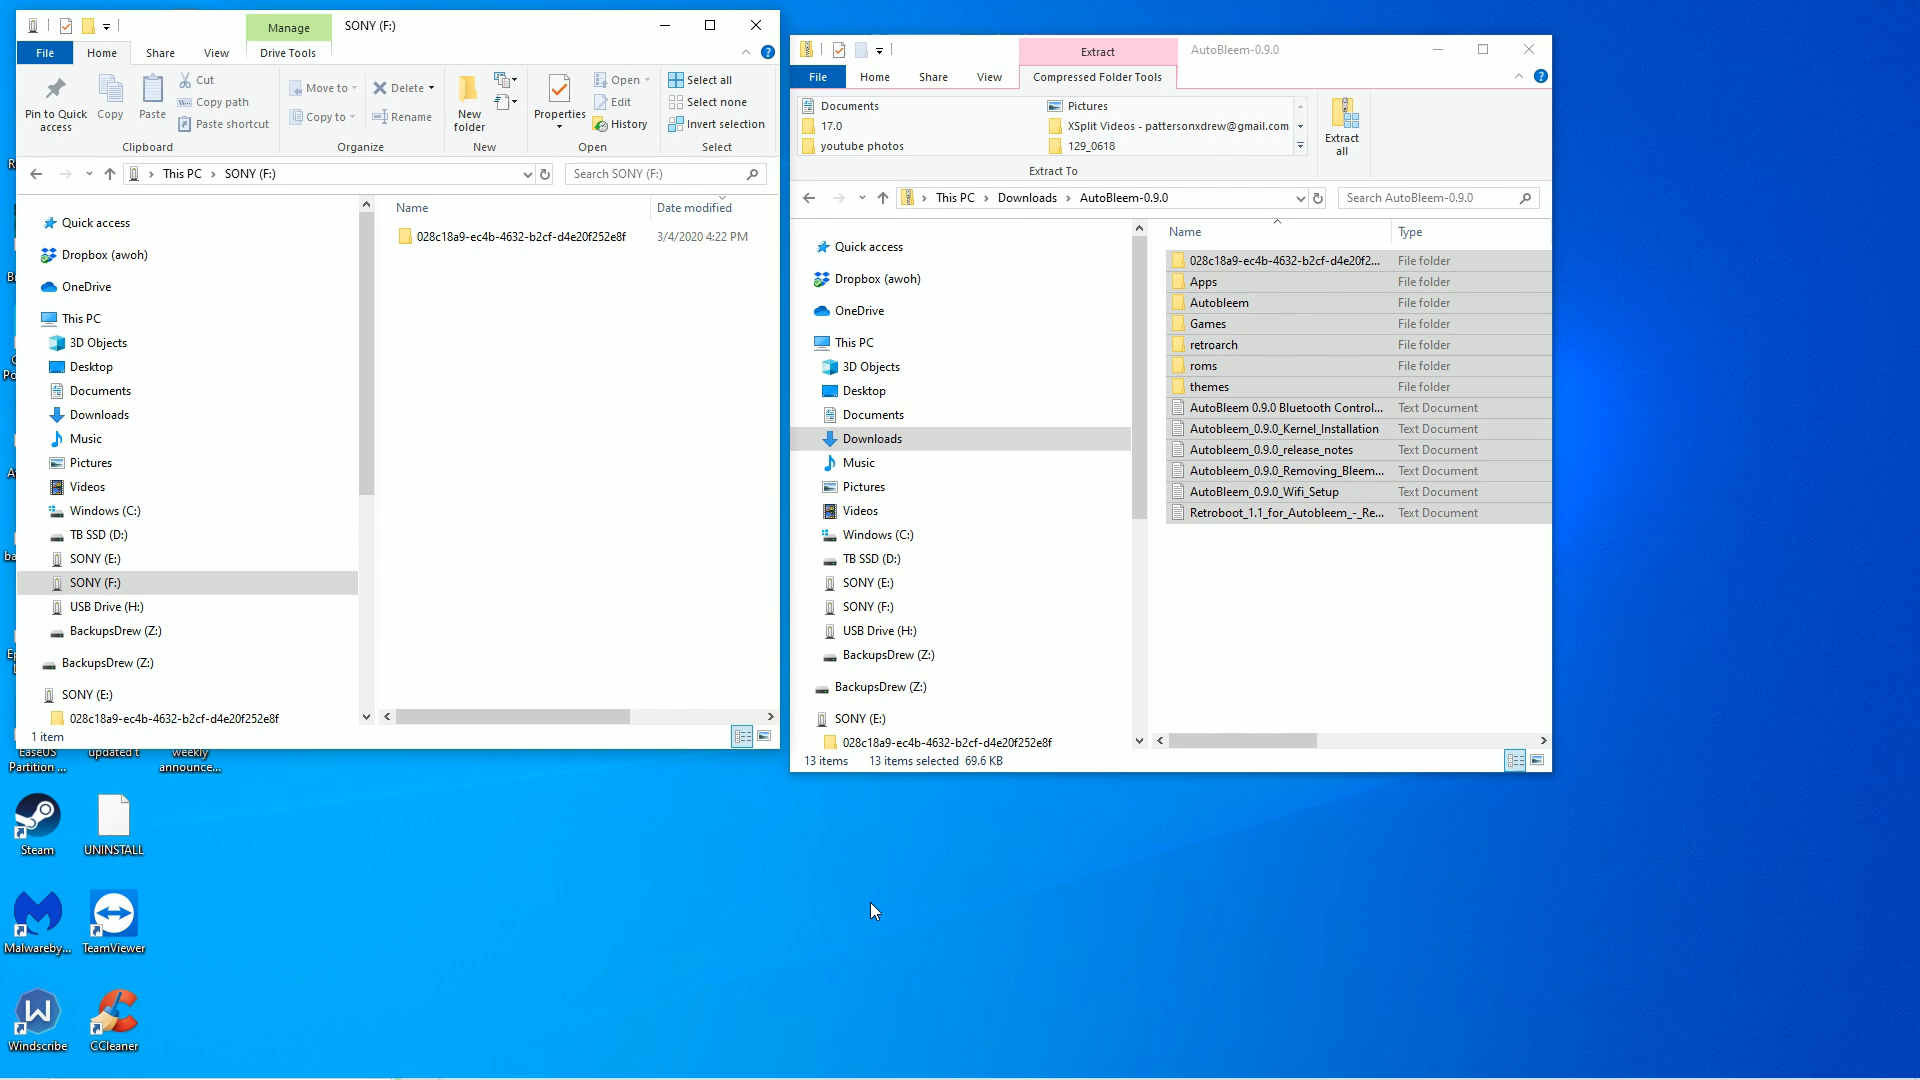 Manage
SONY (F:)
File
Home
Share
View
Drive Tools
Pin to Quick access
Copy
Paste
Cut
Copy path
Paste shortcut
Clipboard
Move to
Copy to
Delete
Rename
Organize
New folder
New
Properties
Open
Edit
History
Open
Select all
Select none
Invert selection
Select
This PC
SONY (F:)
Search SONY (F:)
Quick access
Dropbox (awoh)
OneDrive
This PC
3D Objects
Desktop
Documents
Downloads
Music
Pictures
Videos
Windows (C:)
TB SSD (D:)
SONY (E:)
SONY (F:)
USB Drive (H:)
BackupsDrew (Z:)
BackupsDrew (Z:)
SONY (E:)
028c18a9-ec4b-4632-b2cf-d4e20f252e8f
Name
Date modified
028c18a9-ec4b-4632-b2cf-d4e20f252e8f
3/4/2020 4:22 PM
1 item
Extract
AutoBleem-0.9.0
File
Home
Share
View
Compressed Folder Tools
Documents
17.0
youtube photos
Pictures
XSplit Videos - pattersonxdrew@gmail.com
129_0618
Extract To
Extract all
This PC
Downloads
AutoBleem-0.9.0
Search AutoBleem-0.9.0
Quick access
Dropbox (awoh)
OneDrive
This PC
3D Objects
Desktop
Documents
Downloads
Music
Pictures
Videos
Windows (C:)
TB SSD (D:)
SONY (E:)
SONY (F:)
USB Drive (H:)
BackupsDrew (Z:)
BackupsDrew (Z:)
SONY (E:)
028c18a9-ec4b-4632-b2cf-d4e20f252e8f
Name
Type
028c18a9-ec4b-4632-b2cf-d4e20f2... File folder
Apps File folder
Autobleem File folder
Games File folder
retroarch File folder
roms File folder
themes File folder
AutoBleem 0.9.0 Bluetooth Control... Text Document
Autobleem_0.9.0_Kernel_Installation Text Document
Autobleem_0.9.0_release_notes Text Document
Autobleem_0.9.0_Removing_Bleem... Text Document
AutoBleem_0.9.0_Wifi_Setup Text Document
Retroboot_1.1_for_Autobleem_-_Re... Text Document
13 items
13 items selected 69.6 KB
EaseUS Partition ...
updated t
weekly announce...
Steam
UNINSTALL
Malwareby...
TeamViewer
Windscribe
CCleaner